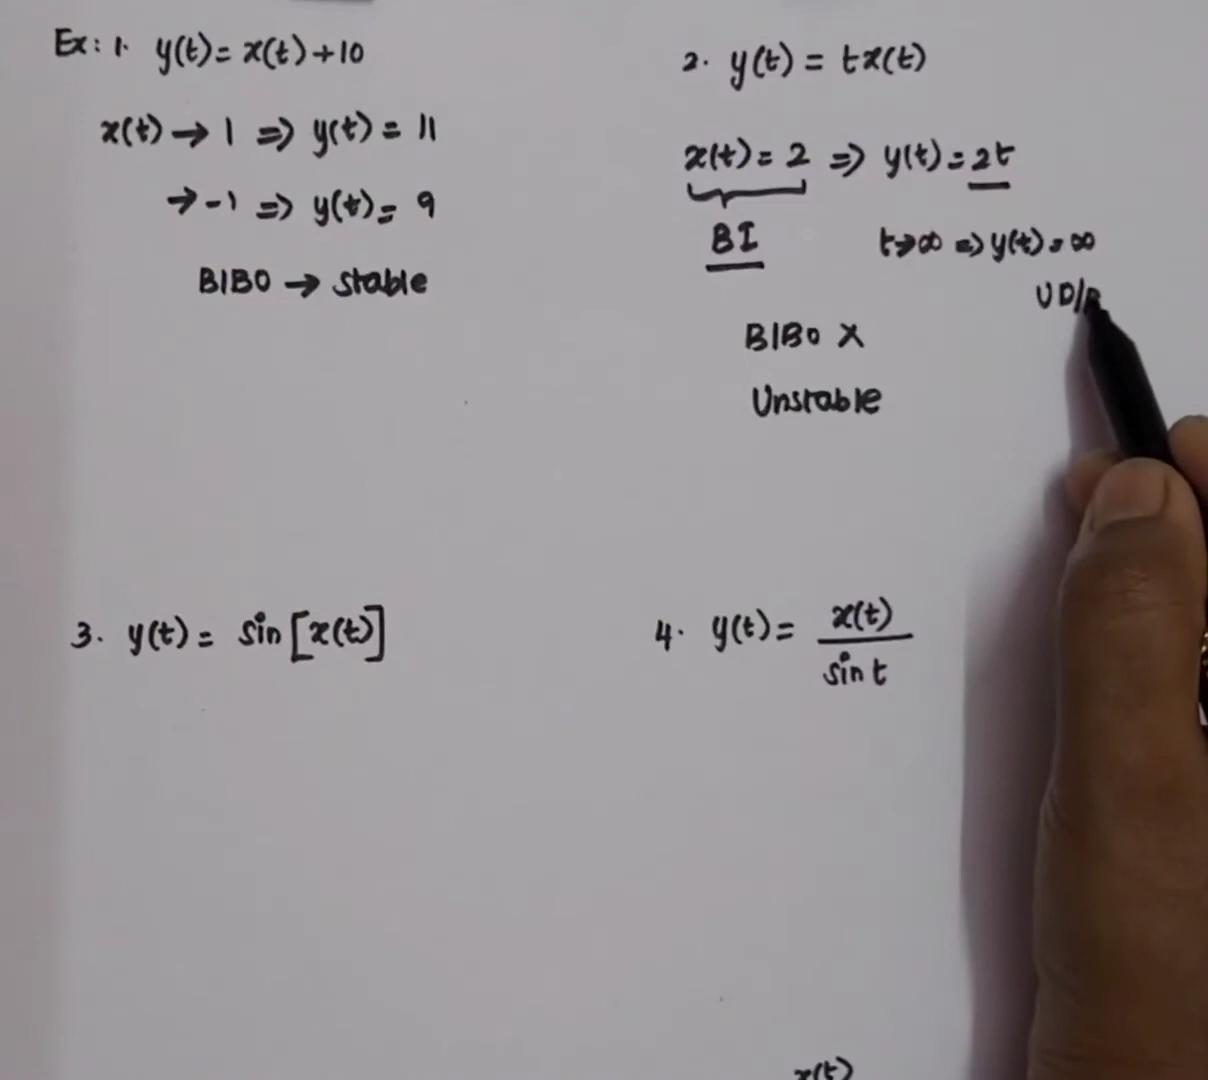 Ex: 1. y(t) = x(t) + 10
x(t) → 1 ⇒ y(t) = 11
→ -1 ⇒ y(t) = 9
BIBO → stable
2. y(t) = tx(t)
x(t) = 2 ⇒ y(t) = 2t
BI
t→∞ ⇒ y(t) = ∞
BIBO X
Unstable
3. y(t) = sin [x(t)]
4. y(t) = x(t)
sin t
x(t)